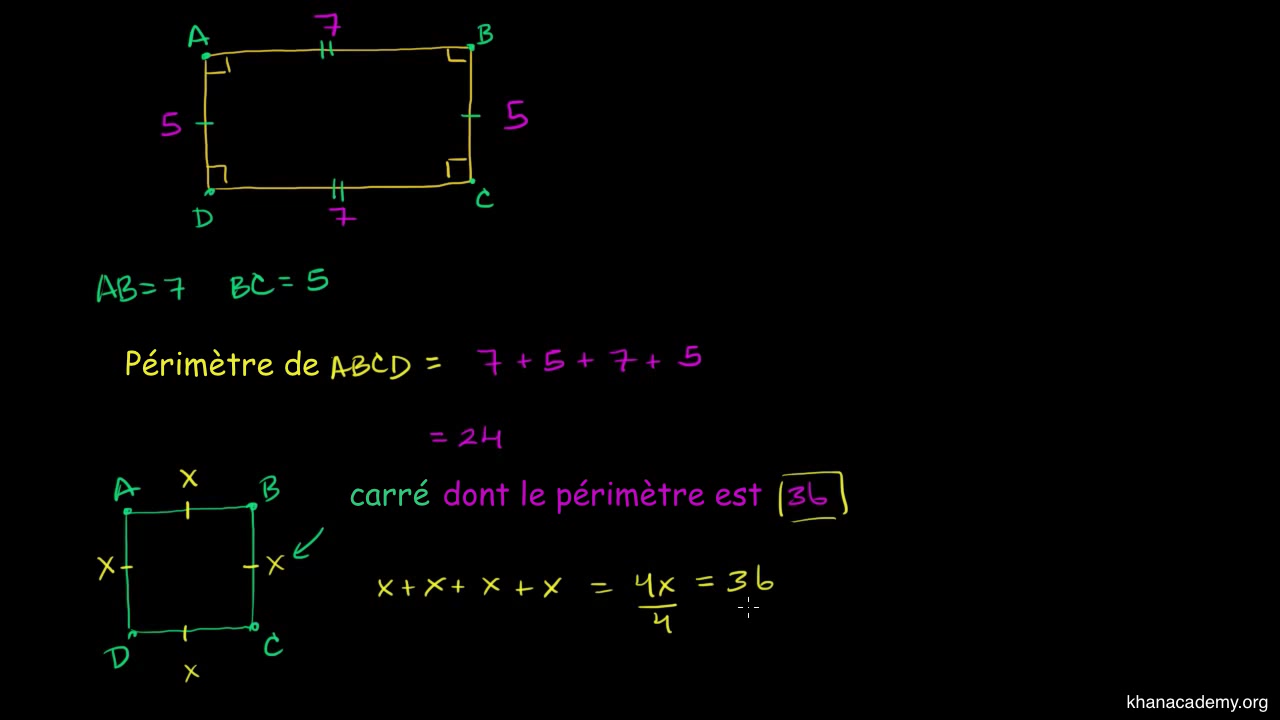 7
A B
5 5
D C
7
AB = 7 BC = 5
Périmètre de ABCD = 7 + 5 + 7 + 5
= 24
x
A B
carré dont le périmètre est 36
x x
x + x + x + x = 4x = 36
4
D C
x
khanacademy.org